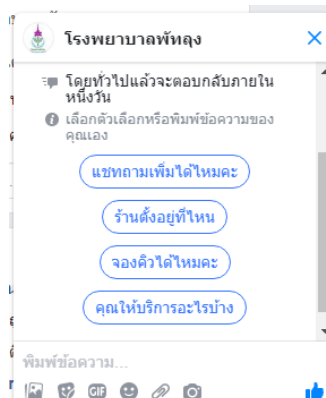 โรงพยาบาลพัทลุง
โดยทั่วไปแล้วจะตอบกลับภายใน
หนึ่งวัน
เลือกตัวเลือกหรือพิมพ์ข้อความของ
คุณเอง
แชทถามเพิ่มได้ไหมคะ
ร้านตั้งอยู่ที่ไหน
จองคิวได้ไหมคะ
คุณให้บริการอะไรบ้าง
พิมพ์ข้อความ...
GIF